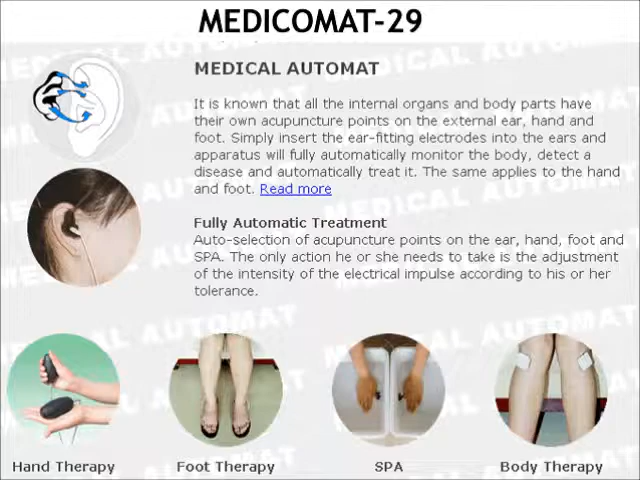 MEDICOMAT-29
MEDICAL AUTOMAT
It is known that all the internal organs and body parts have
their own acupuncture points on the external ear, hand and
foot. Simply insert the ear-fitting electrodes into the ears and
apparatus will fully automatically monitor the body, detect a
disease and automatically treat it. The same applies to the hand
and foot. Read more
Fully Automatic Treatment
Auto-selection of acupuncture points on the ear, hand, foot and
SPA. The only action he or she needs to take is the adjustment
of the intensity of the electrical impulse according to his or her
tolerance.
Hand Therapy
Foot Therapy
SPA
Body Therapy